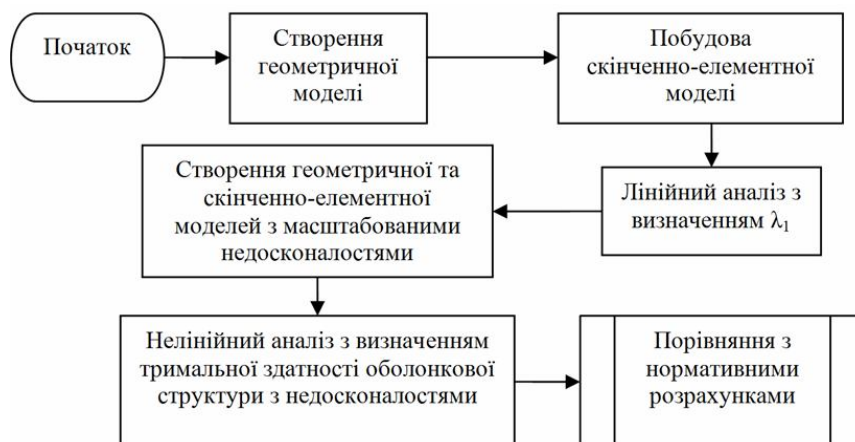 Початок
Створення
геометричної
моделі
Побудова
скінченно-елементної
моделі
Лінійний аналіз з
визначенням λ₁
Створення геометричної та
скінченно-елементної
моделей з масштабованими
недосконалостями
Нелінійний аналіз з визначенням
тримальної здатності оболонкової
структури з недосконалостями
Порівняння з
нормативними
розрахунками